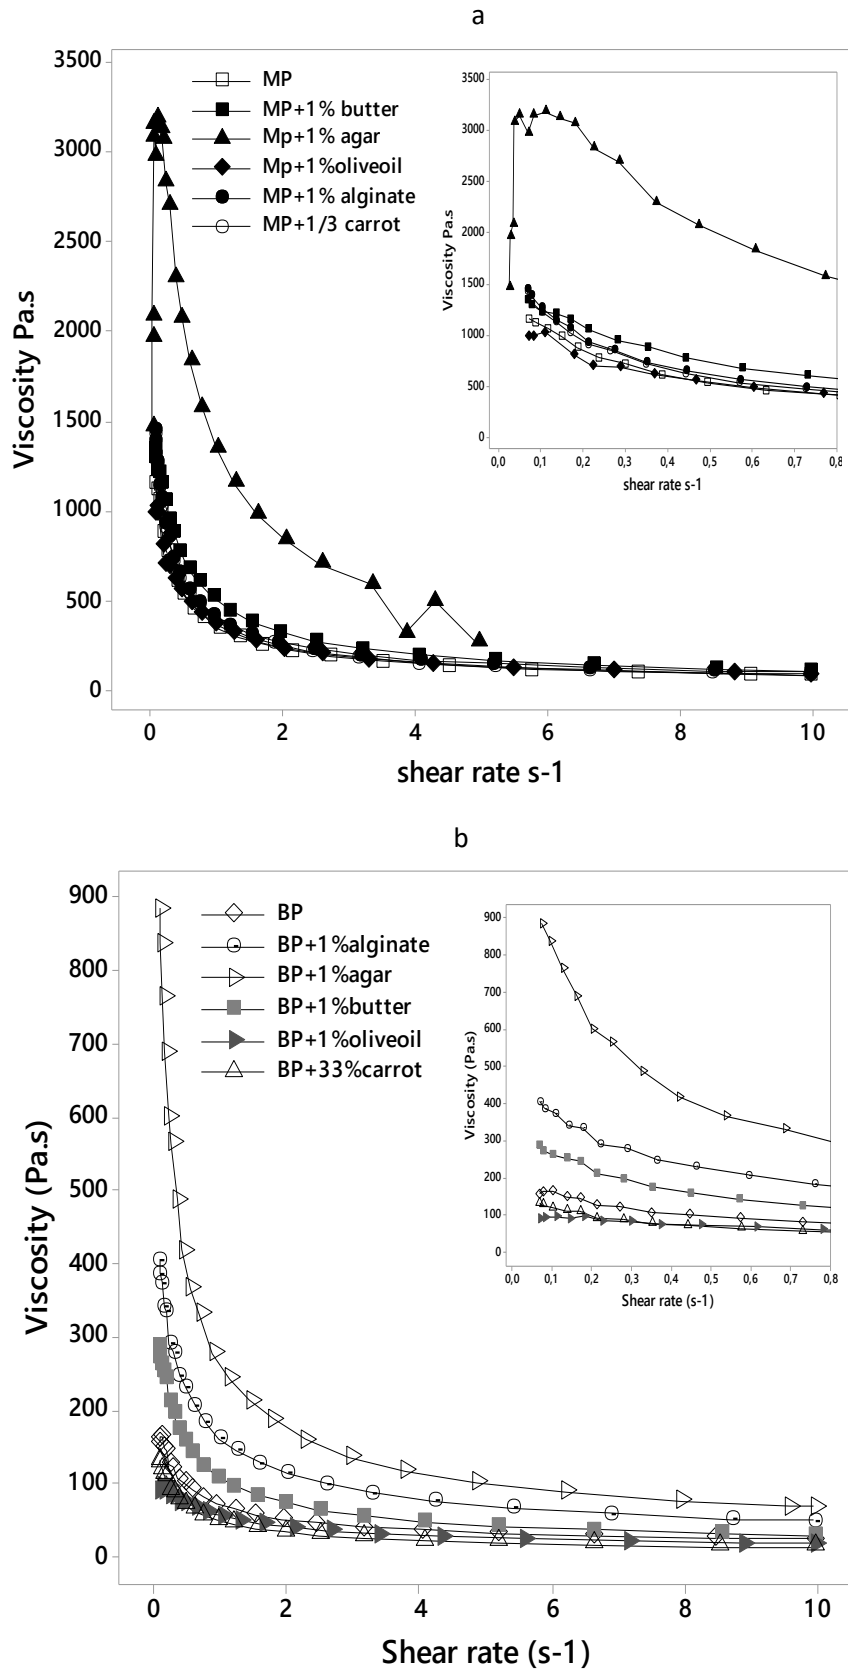 a
3500
3000
2500
2000
1500
1000
500
0
Viscosity Pa.s
0 2 4 6 8 10
shear rate s-1
MP
MP+1% butter
Mp+1% agar
Mp+1%oliveoil
MP+1% alginate
MP+1/3 carrot
3500
3000
2500
2000
1500
1000
500
0
Viscosity Pa.s
0,0 0,1 0,2 0,3 0,4 0,5 0,6 0,7 0,8
shear rate s-1
b
900
800
700
600
500
400
300
200
100
0
Viscosity (Pa.s)
0 2 4 6 8 10
Shear rate (s-1)
BP
BP+1%alginate
BP+1%agar
BP+1%butter
BP+1%oliveoil
BP+33%carrot
900
800
700
600
500
400
300
200
100
0
Viscosity (Pa.s)
0,0 0,1 0,2 0,3 0,4 0,5 0,6 0,7 0,8
Shear rate (s-1)